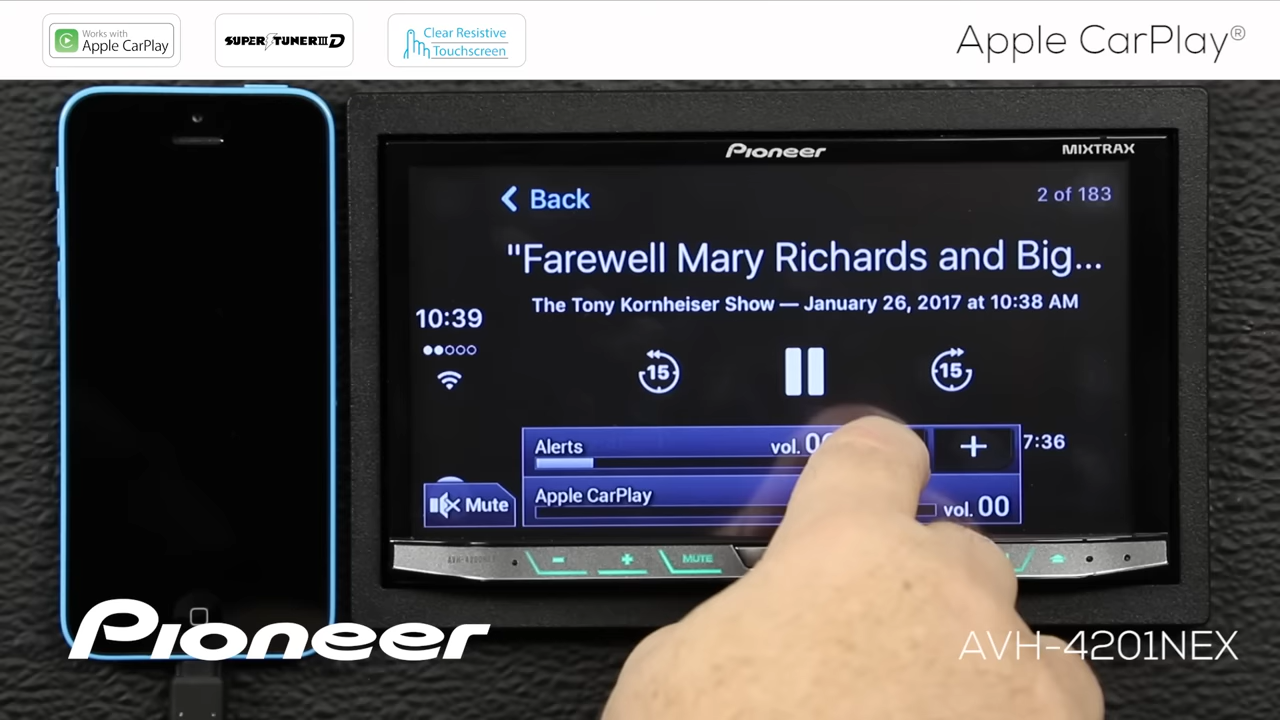 Works with
Apple CarPlay
SUPER TUNER III D
Clear Resistive
Touchscreen
Apple CarPlay®
Pioneer
MIXTRAX
Back
2 of 183
"Farewell Mary Richards and Big...
The Tony Kornheiser Show — January 26, 2017 at 10:38 AM
10:39
15
15
Alerts
vol.
+
7:36
Mute
Apple CarPlay
vol. 00
- + MUTE
Pioneer
AVH-4201NEX